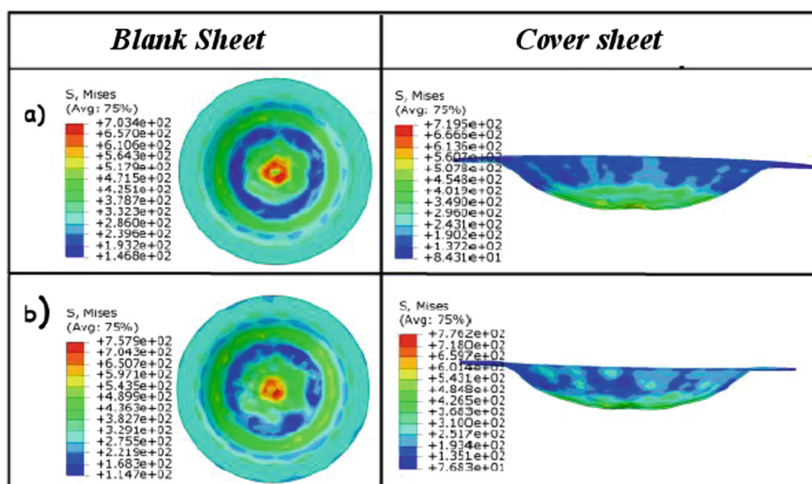 Blank Sheet
Cover sheet
a)
S, Mises
(Avg: 75%)
+7.034e+02
+6.570e+02
+6.106e+02
+5.643e+02
+5.179e+02
+4.715e+02
+4.251e+02
+3.787e+02
+3.323e+02
+2.860e+02
+2.396e+02
+1.932e+02
+1.468e+02
S, Mises
(Avg: 75%)
+7.195e+02
+6.666e+02
+6.136e+02
+5.607e+02
+5.078e+02
+4.548e+02
+4.019e+02
+3.490e+02
+2.960e+02
+2.431e+02
+1.902e+02
+1.372e+02
+8.431e+01
b)
S, Mises
(Avg: 75%)
+7.579e+02
+7.043e+02
+6.507e+02
+5.971e+02
+5.435e+02
+4.899e+02
+4.363e+02
+3.827e+02
+3.291e+02
+2.755e+02
+2.219e+02
+1.683e+02
+1.147e+02
S, Mises
(Avg: 75%)
+7.762e+02
+7.180e+02
+6.597e+02
+6.014e+02
+5.431e+02
+4.848e+02
+4.265e+02
+3.683e+02
+3.100e+02
+2.517e+02
+1.934e+02
+1.351e+02
+7.683e+01